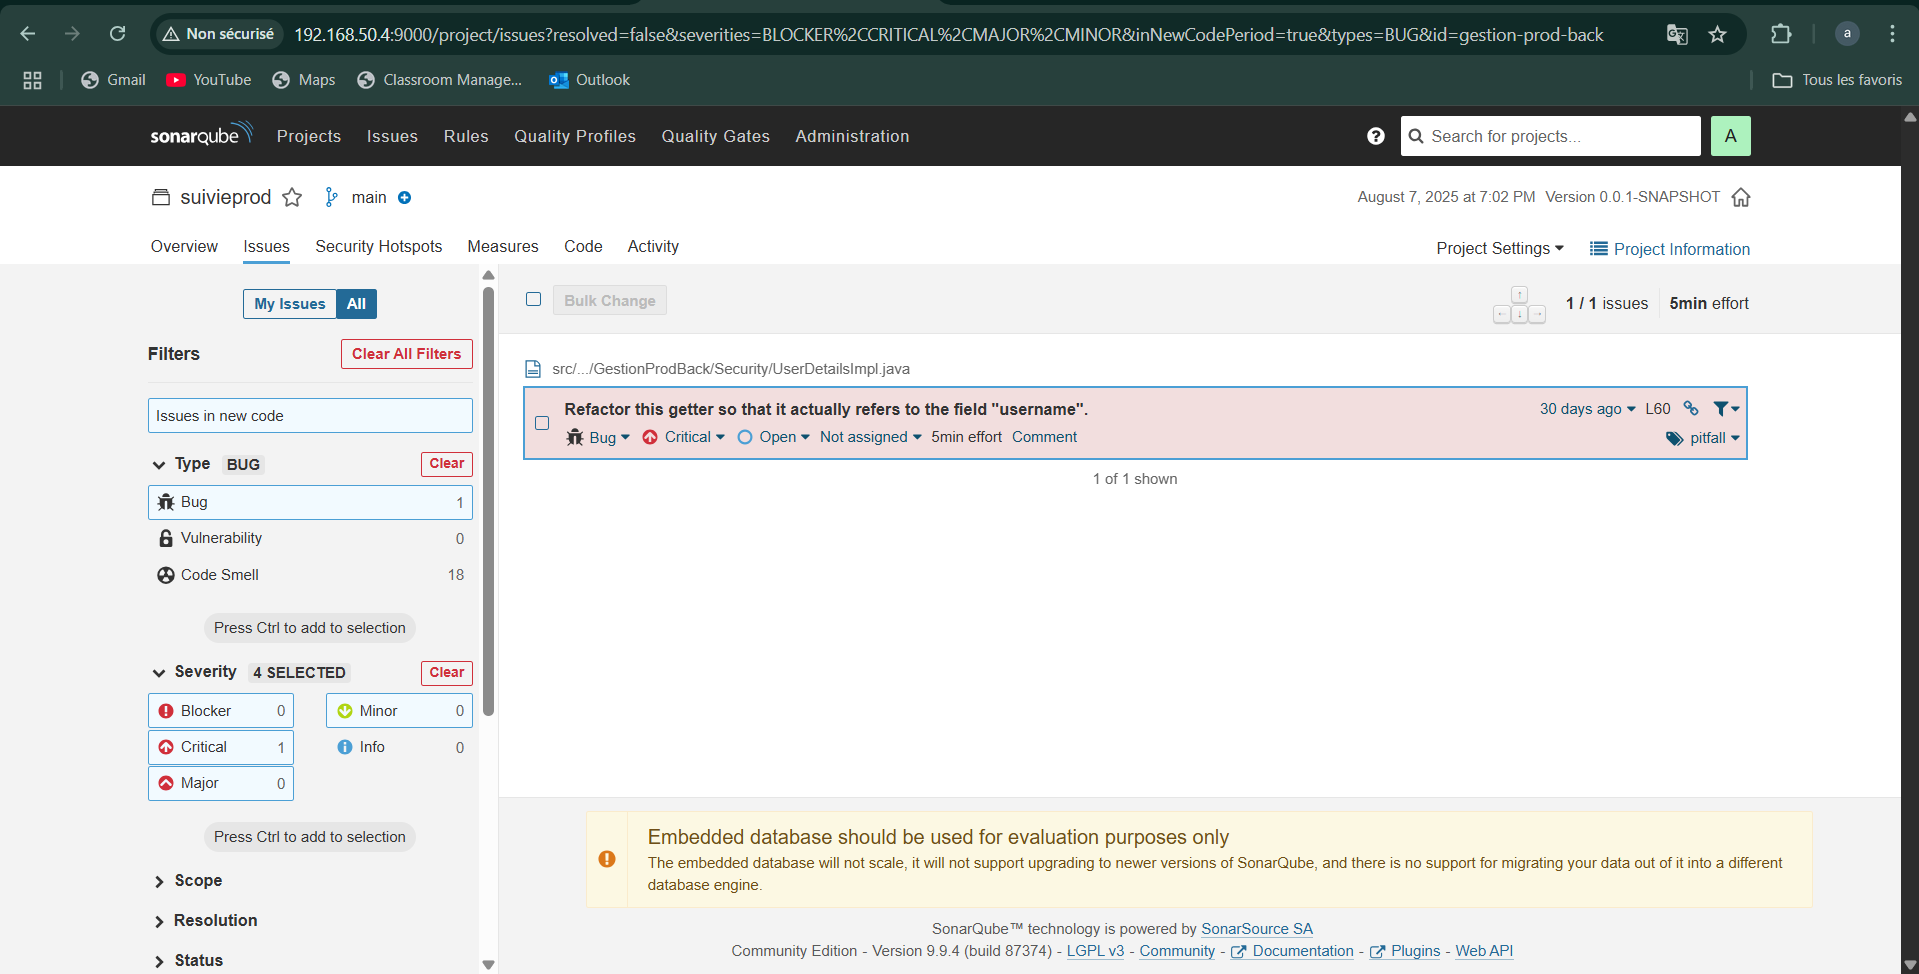 Non sécurisé 192.168.50.4:9000/project/issues?resolved=false&severities=BLOCKER%2CCRITICAL%2CMAJOR%2CMINOR&inNewCodePeriod=true&types=BUG&id=gestion-prod-back a
Gmail YouTube Maps Classroom Manage... Outlook Tous les favoris
sonarqube Projects Issues Rules Quality Profiles Quality Gates Administration Search for projects... A
suivieprod main August 7, 2025 at 7:02 PM Version 0.0.1-SNAPSHOT
Overview Issues Security Hotspots Measures Code Activity Project Settings Project Information
My Issues All
Filters Clear All Filters
Issues in new code
Type BUG Clear
Bug 1
Vulnerability 0
Code Smell 18
Press Ctrl to add to selection
Severity 4 SELECTED Clear
Blocker 0 Minor 0
Critical 1 Info 0
Major 0
Press Ctrl to add to selection
Scope
Resolution
Status
Bulk Change 1 / 1 issues 5min effort
src/.../GestionProdBack/Security/UserDetailsImpl.java
Refactor this getter so that it actually refers to the field "username". 30 days ago L60
Bug Critical Open Not assigned 5min effort Comment pitfall
1 of 1 shown
Embedded database should be used for evaluation purposes only
The embedded database will not scale, it will not support upgrading to newer versions of SonarQube, and there is no support for migrating your data out of it into a different
database engine.
SonarQube™ technology is powered by SonarSource SA
Community Edition - Version 9.9.4 (build 87374) - LGPL v3 - Community - Documentation - Plugins - Web API